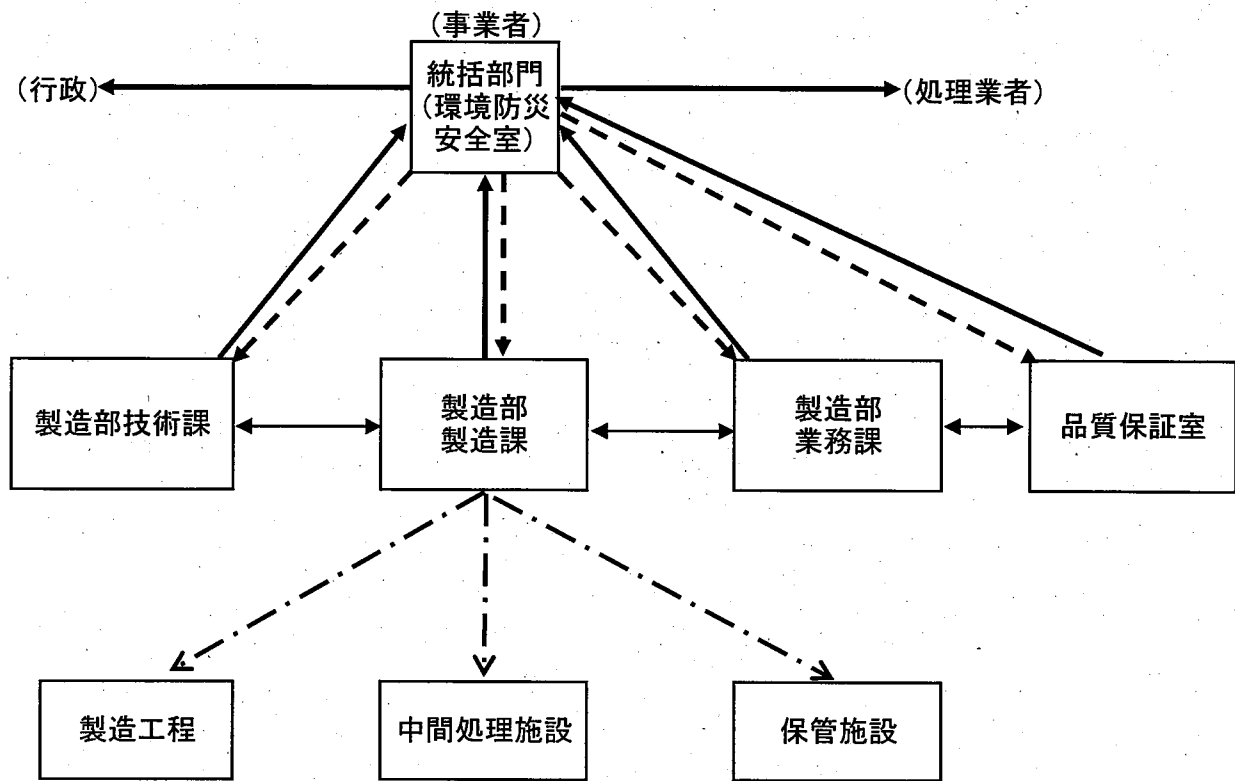 (事業者)
統括部門
(環境防災
安全室)
(行政)
(処理業者)
製造部技術課
製造部
製造課
製造部
業務課
品質保証室
製造工程
中間処理施設
保管施設